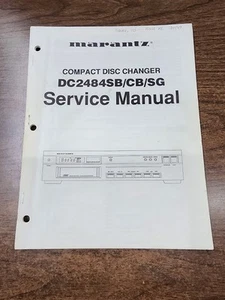 marantz
COMPACT DISC CHANGER
DC2484SB/CB/SG
Service Manual